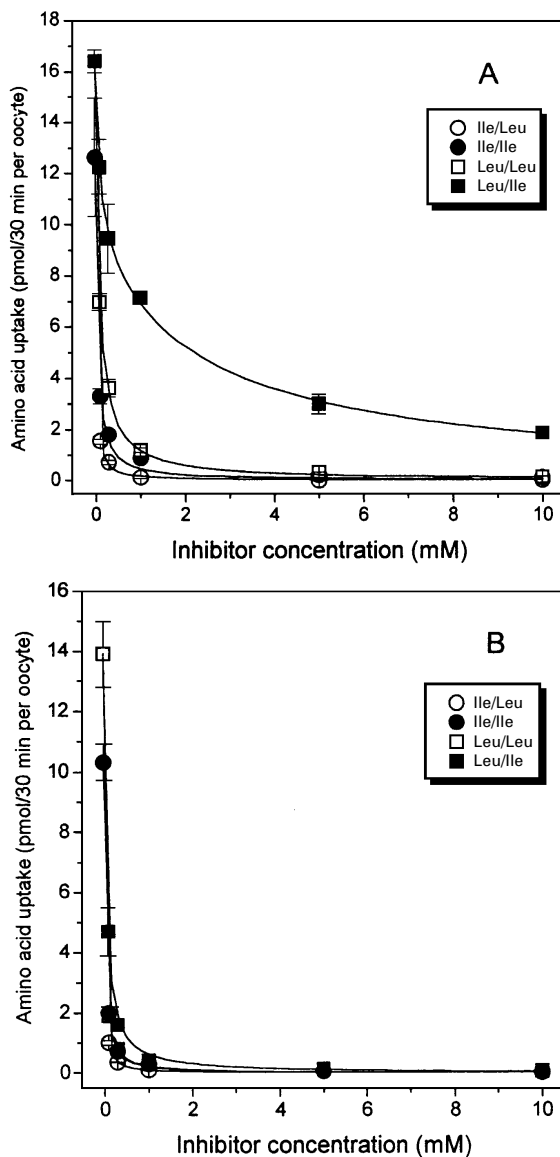 18
16
14
12
10
8
6
4
2
0
Amino acid uptake (pmol/30 min per oocyte)
A
Ile/Leu
Ile/Ile
Leu/Leu
Leu/Ile
0 2 4 6 8 10
Inhibitor concentration (mM)
16
14
12
10
8
6
4
2
0
Amino acid uptake (pmol/30 min per oocyte)
B
Ile/Leu
Ile/Ile
Leu/Leu
Leu/Ile
0 2 4 6 8 10
Inhibitor concentration (mM)